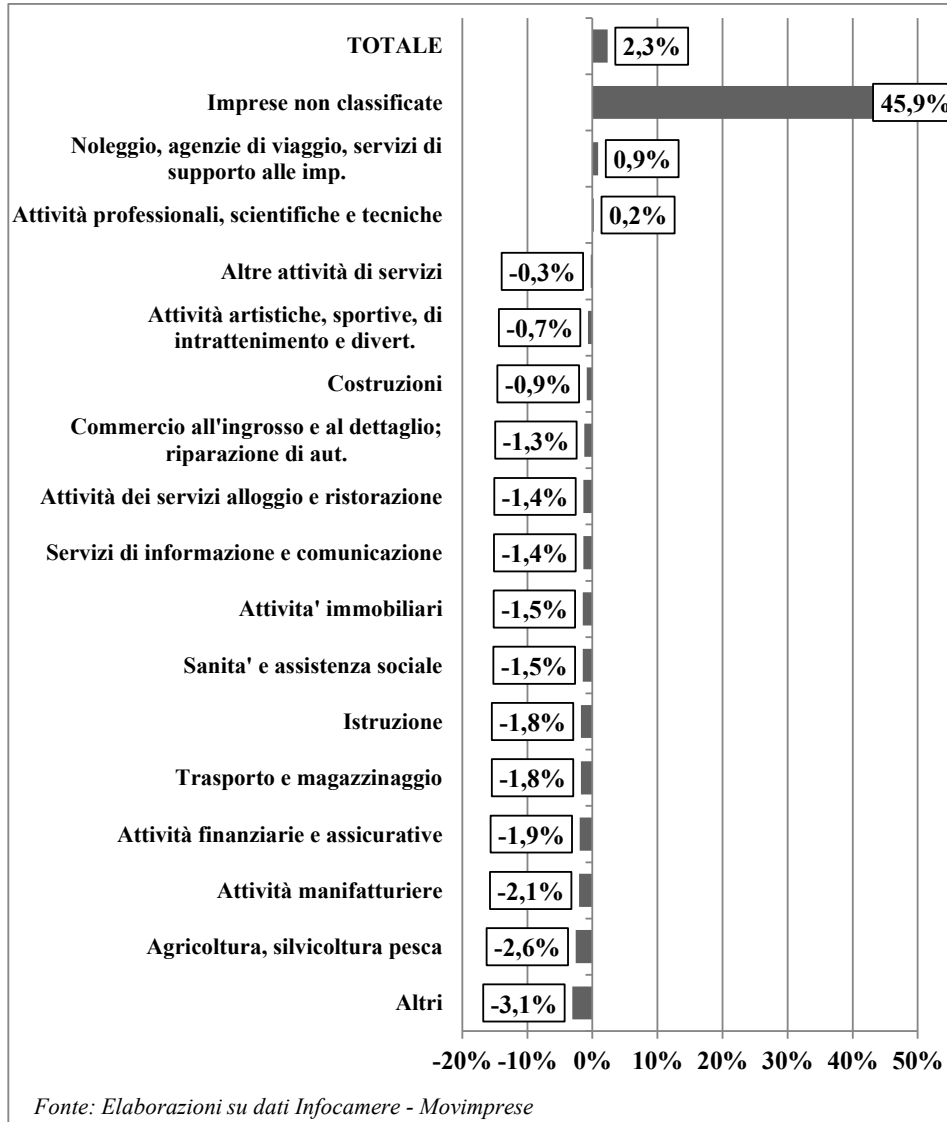 TOTALE
2,3%
Imprese non classificate
45,9%
Noleggio, agenzie di viaggio, servizi di
supporto alle imp.
0,9%
Attività professionali, scientifiche e tecniche
0,2%
Altre attività di servizi
-0,3%
Attività artistiche, sportive, di
intrattenimento e divert.
-0,7%
Costruzioni
-0,9%
Commercio all'ingrosso e al dettaglio;
riparazione di aut.
-1,3%
Attività dei servizi alloggio e ristorazione
-1,4%
Servizi di informazione e comunicazione
-1,4%
Attivita' immobiliari
-1,5%
Sanita' e assistenza sociale
-1,5%
Istruzione
-1,8%
Trasporto e magazzinaggio
-1,8%
Attività finanziarie e assicurative
-1,9%
Attività manifatturiere
-2,1%
Agricoltura, silvicoltura pesca
-2,6%
Altri
-3,1%
-20% -10% 0% 10% 20% 30% 40% 50%
Fonte: Elaborazioni su dati Infocamere - Movimprese